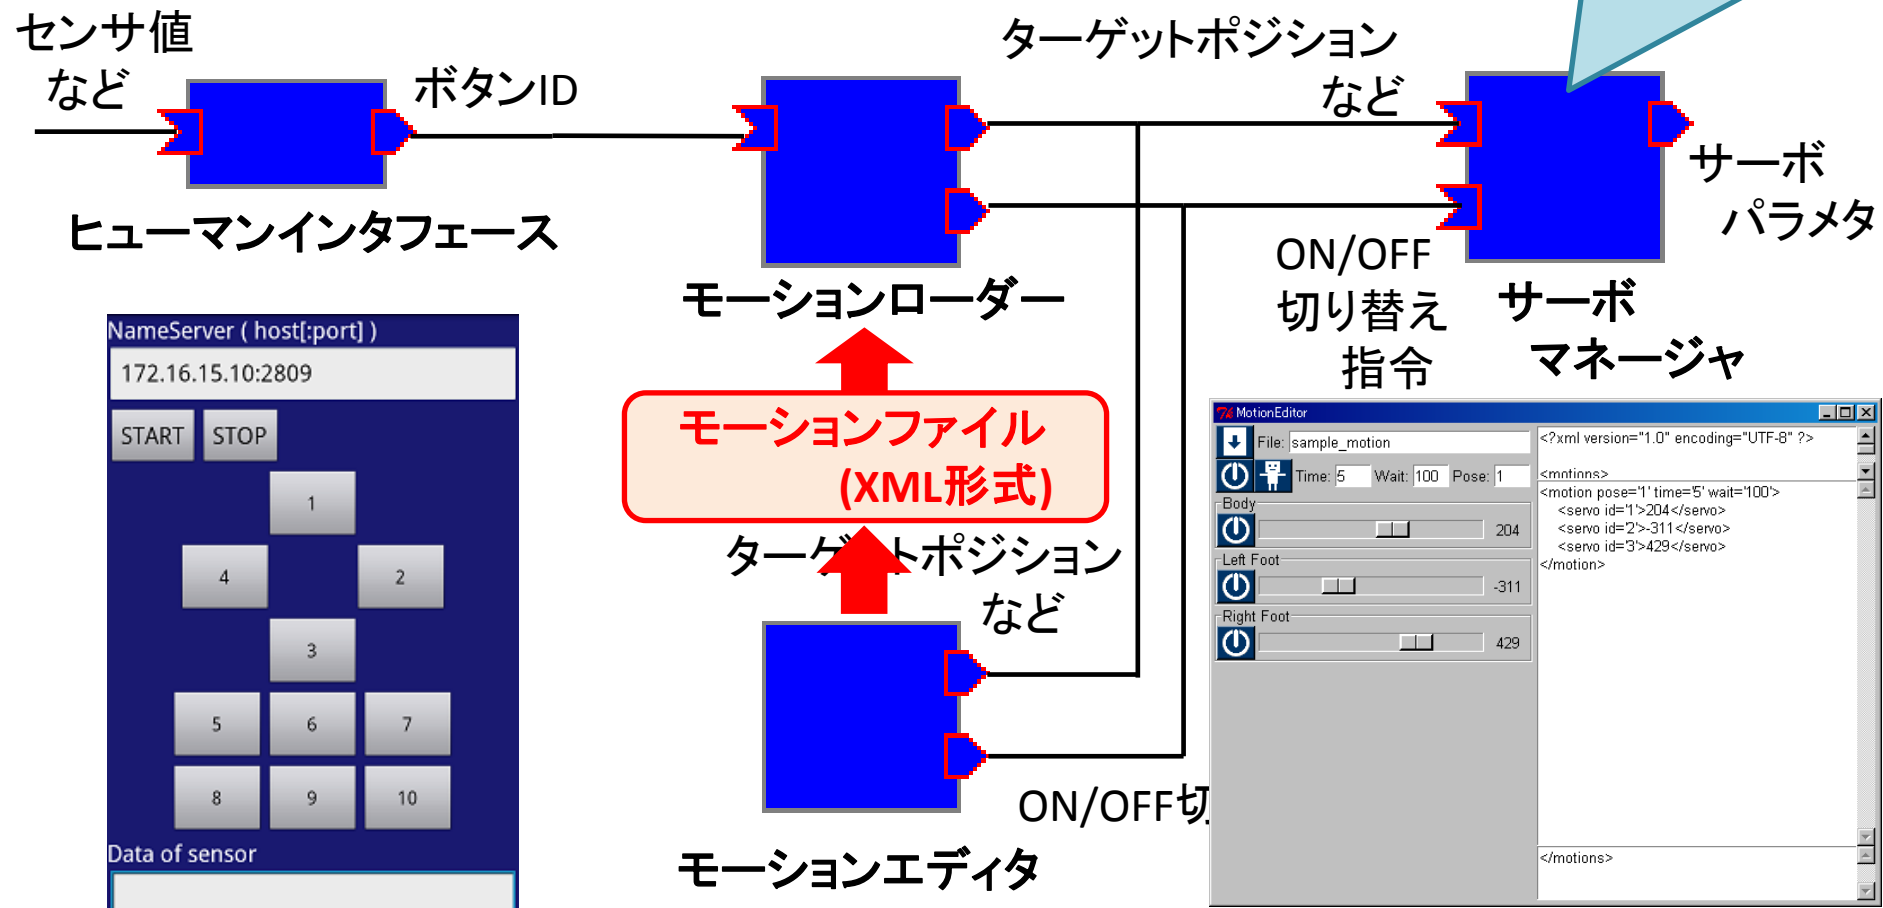 センサ値
など
ボタンID
ターゲットポジション
など
サーボ
パラメタ
ヒューマンインタフェース
モーションローダー
ON/OFF
切り替え
指令
サーボ
マネージャ
NameServer ( host[:port] )
172.16.15.10:2809
START STOP
1
4 2
3
5 6 7
8 9 10
Data of sensor
モーションファイル
(XML形式)
ターゲットポジション
など
ON/OFF切
モーションエディタ
MotionEditor
File: sample_motion
Time: 5 Wait: 100 Pose: 1
Body
204
Left Foot
-311
Right Foot
429
<?xml version="1.0" encoding="UTF-8" ?>
<motions>
<motion pose='1' time='5' wait='100'>
<servo id='1'>204</servo>
<servo id='2'>-311</servo>
<servo id='3'>429</servo>
</motion>
</motions>